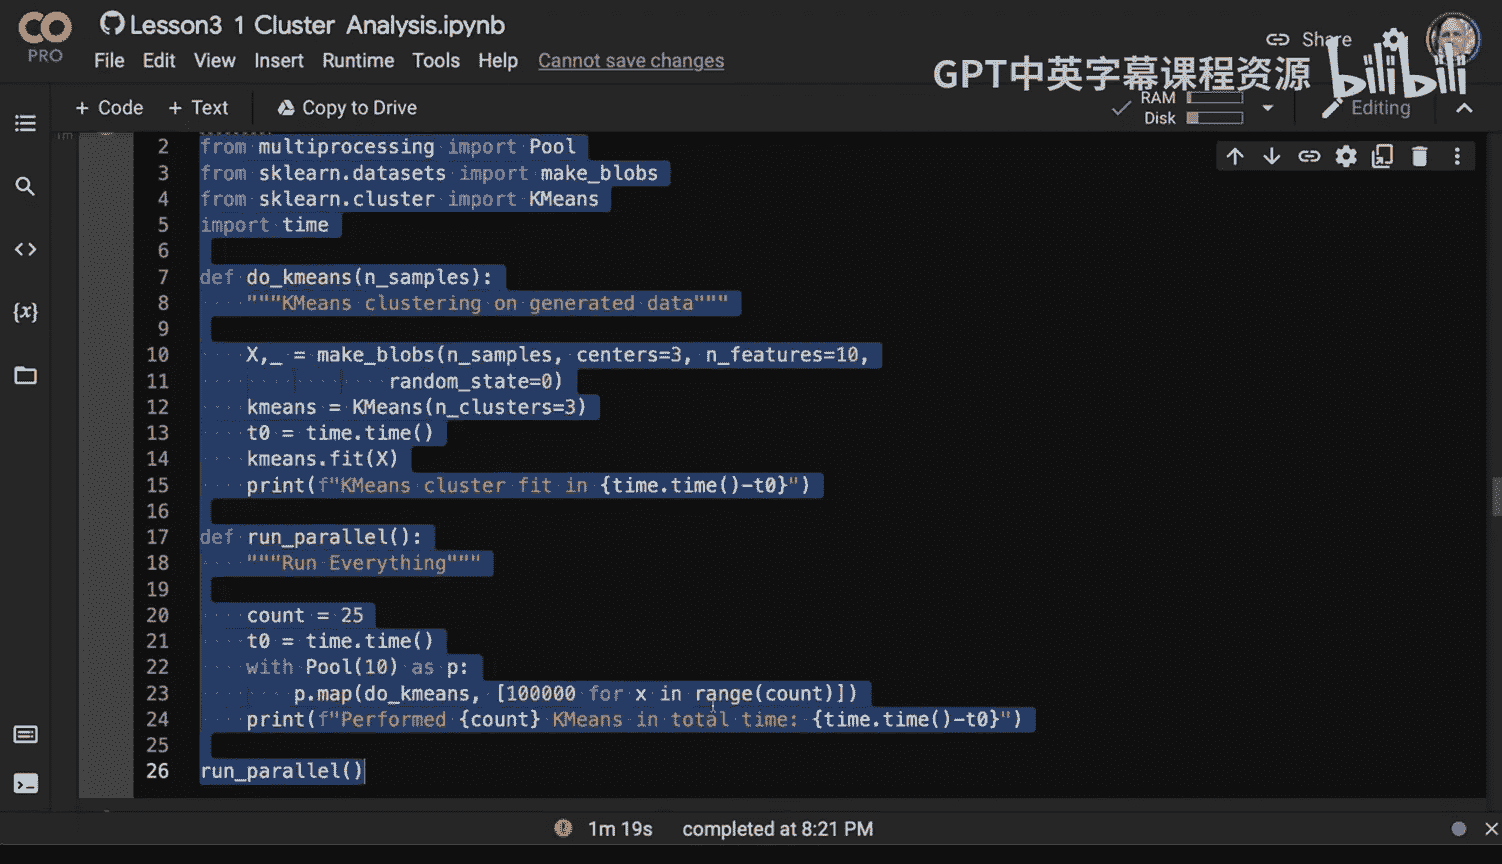 CO
PRO
Lesson3 1 Cluster Analysis.ipynb
File Edit View Insert Runtime Tools Help Cannot save changes
Share
GPT中英字幕课程资源 bilibili
+ Code + Text Copy to Drive
RAM
Disk
Editing
2 from multiprocessing import Pool
3 from sklearn.datasets import make_blobs
4 from sklearn.cluster import KMeans
5 import time
6
7 def do_kmeans(n_samples):
8 """KMeans clustering on generated data"""
9
10 X,_ = make_blobs(n_samples, centers=3, n_features=10,
11 random_state=0)
12 kmeans = KMeans(n_clusters=3)
13 t0 = time.time()
14 kmeans.fit(X)
15 print(f"KMeans cluster fit in {time.time()-t0}")
16
17 def run_parallel():
18 """Run Everything"""
19
20 count = 25
21 t0 = time.time()
22 with Pool(10) as p:
23 p.map(do_kmeans, [100000 for x in range(count)])
24 print(f"Performed {count} KMeans in total time: {time.time()-t0}")
25
26 run_parallel()
1m 19s completed at 8:21 PM